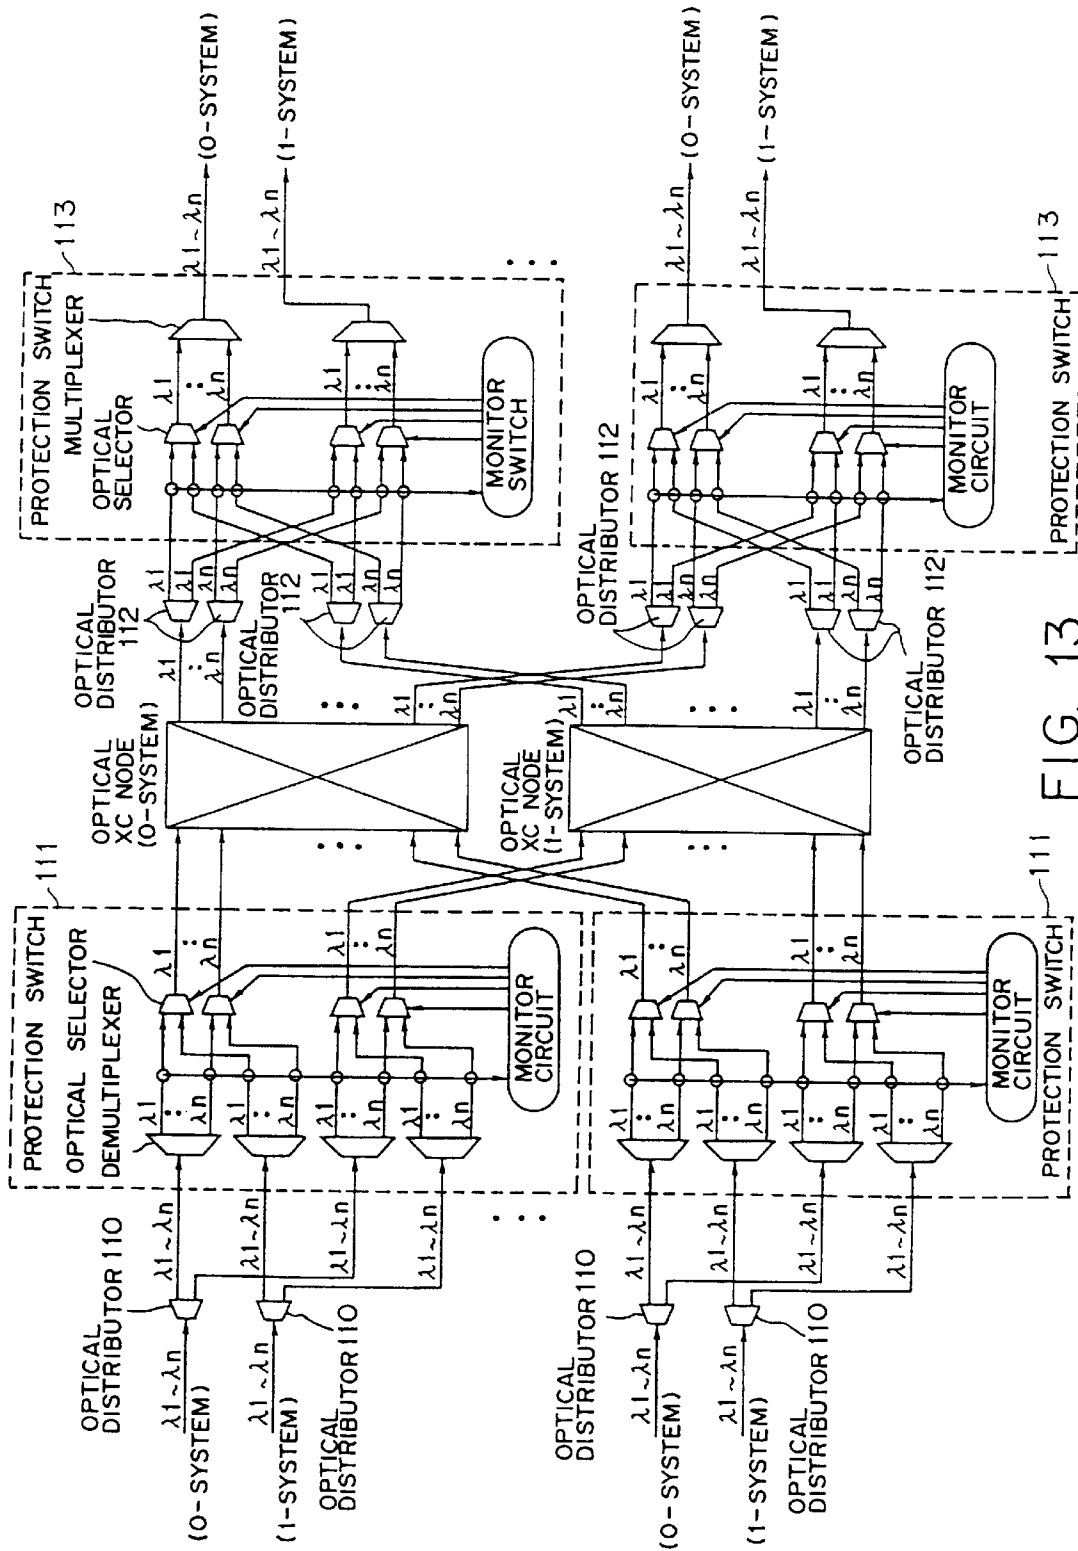 OPTICAL
DISTRIBUTOR 110
λ1~λn
(0-SYSTEM)
λ1~λn
(1-SYSTEM)
OPTICAL
DISTRIBUTOR 110
λ1~λn
λ1~λn
λ1~λn
λ1~λn
111
PROTECTION SWITCH
OPTICAL SELECTOR
DEMULTIPLEXER
λ1
λn
λ1
λn
λ1
λn
λ1
λn
λ1
λn
λ1
λn
MONITOR
CIRCUIT
OPTICAL
DISTRIBUTOR 110
λ1~λn
(0-SYSTEM)
λ1~λn
(1-SYSTEM)
OPTICAL
DISTRIBUTOR 110
λ1~λn
λ1~λn
λ1~λn
λ1~λn
λ1
λn
λ1
λn
λ1
λn
λ1
λn
λ1
λn
λ1
λn
MONITOR
CIRCUIT
PROTECTION SWITCH
111
OPTICAL
XC NODE
(0-SYSTEM)
λ1
λn
λ1
λn
OPTICAL
XC NODE
(1-SYSTEM)
λ1
λn
λ1
λn
OPTICAL
DISTRIBUTOR
112
λ1
λ1
λn
λn
OPTICAL
DISTRIBUTOR
112
λ1
λ1
λn
λn
PROTECTION SWITCH
MULTIPLEXER
OPTICAL
SELECTOR
113
λ1
λn
λ1
λn
MONITOR
SWITCH
λ1~λn
(0-SYSTEM)
λ1~λn
(1-SYSTEM)
OPTICAL
DISTRIBUTOR 112
λ1
λ1
λn
λn
λ1
λ1
λn
λn
OPTICAL
DISTRIBUTOR 112
λ1
λn
λ1
λn
MONITOR
CIRCUIT
PROTECTION SWITCH
113
λ1~λn
(0-SYSTEM)
λ1~λn
(1-SYSTEM)
FIG. 13